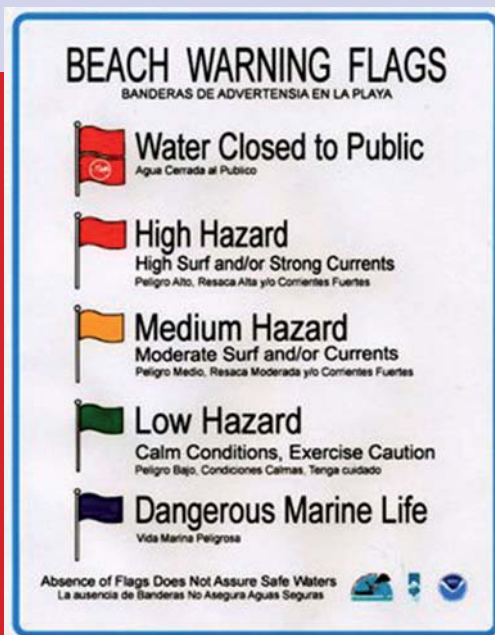 BEACH WARNING FLAGS
BANDERAS DE ADVERTENSIA EN LA PLAYA
Water Closed to Public
Agua Cerrada al Publico
High Hazard
High Surf and/or Strong Currents
Peligro Alto, Resaca Alta y/o Corrientes Fuertes
Medium Hazard
Moderate Surf and/or Currents
Peligro Medio, Resaca Moderada y/o Corrientes Fuertes
Low Hazard
Calm Conditions, Exercise Caution
Peligro Bajo, Condiciones Calmas, Tenga cuidado
Dangerous Marine Life
Vida Marina Peligrosa
Absence of Flags Does Not Assure Safe Waters
La ausencia de Banderas No Asegura Aguas Seguras